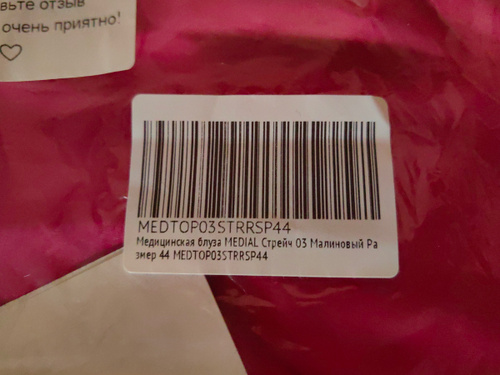 вьте отзыв
очень приятно!
MEDTOP03STRRSP44
Медицинская блуза MEDIAL Стрейч 03 Малиновый Ра
змер 44 MEDTOP03STRRSP44